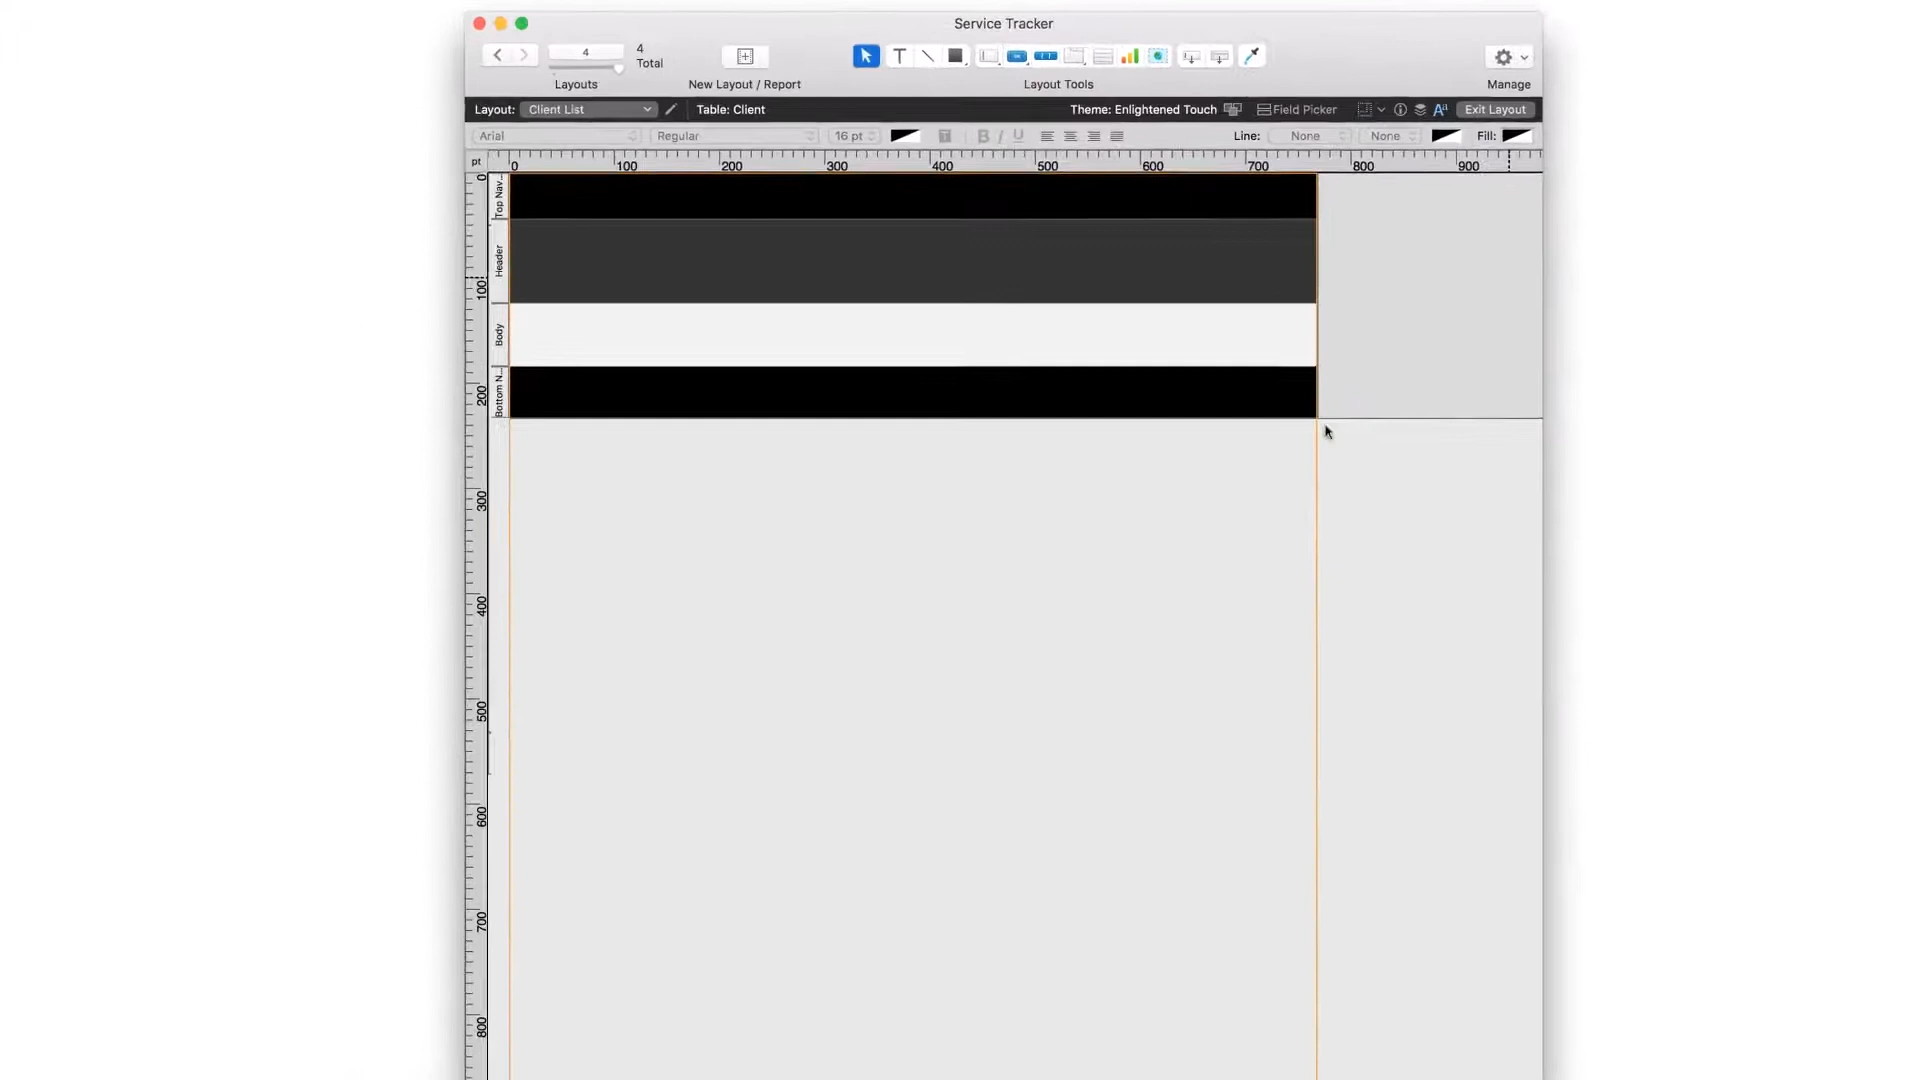 Service Tracker
4
4
Total
Layouts
New Layout / Report
Layout Tools
Manage
Layout: Client List
Table: Client
Theme: Enlightened Touch
Field Picker
Aa
Exit Layout
Arial
Regular
16 pt
B I U
Line: None
None
Fill:
pt
0 100 200 300 400 500 600 700 800 900
0
100
200
300
400
500
600
700
800
Top Nav...
Header
Body
Bottom N...